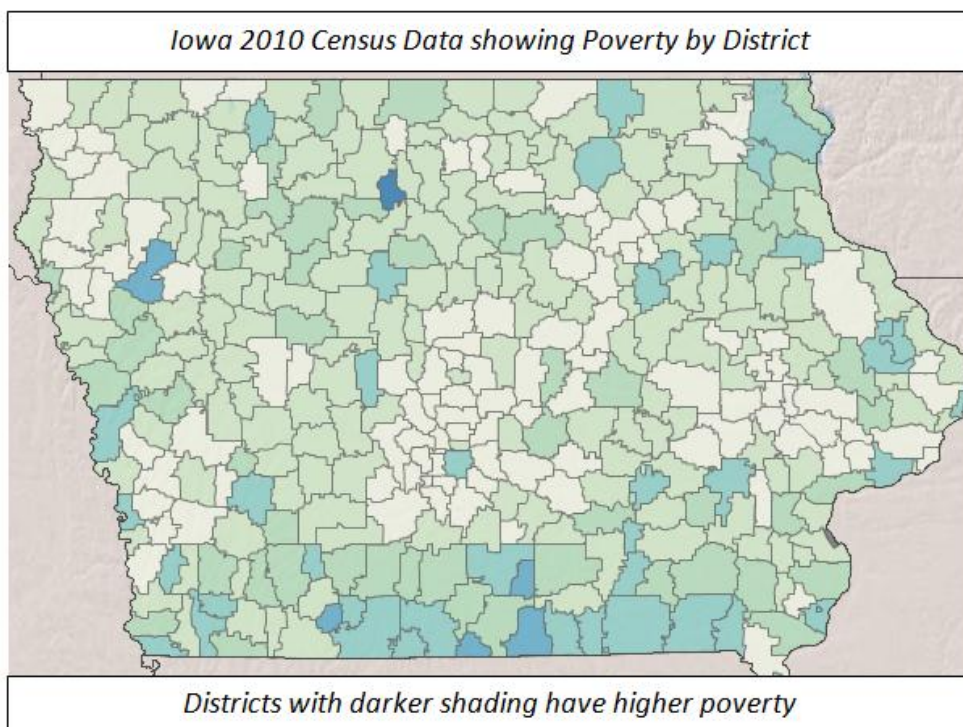 Iowa 2010 Census Data showing Poverty by District
Districts with darker shading have higher poverty